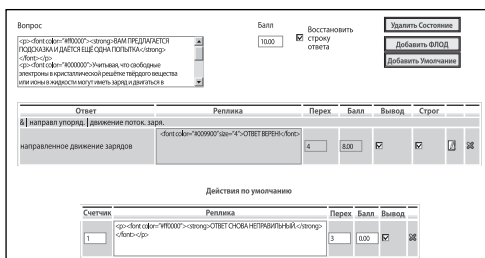 Вопрос Балл Удалить Состояние
<p><font color="#ff0000"><strong>ВАМ ПРЕДЛАГАЕТСЯ
ПОДСКАЗКА И ДАЁТСЯ ЕЩЁ ОДНА ПОПЫТКА</strong>
</font></p>
<p><font color="#000000">Учитывая, что свободные
электроны в кристаллической решётке твёрдого вещества
или ионы в жидкости могут иметь заряд и двигаться в
10.00
Восстановить
строку
ответа
Добавить ФЛОД
Добавить Умолчание
Ответ Реплика Перех Балл Вывод Строг
& | направл упоряд. | движение поток. заря.
направленное движение зарядов <font color="#009900"size="4">ОТВЕТ ВЕРЕН!</font> 4 8.00
Действия по умолчанию
Счетчик Реплика Перех Балл Вывод
1 <p><font color="#ff0000"><strong>ОТВЕТ СНОВА НЕПРАВИЛЬНЫЙ.</strong> 3 0.00
</font></p>